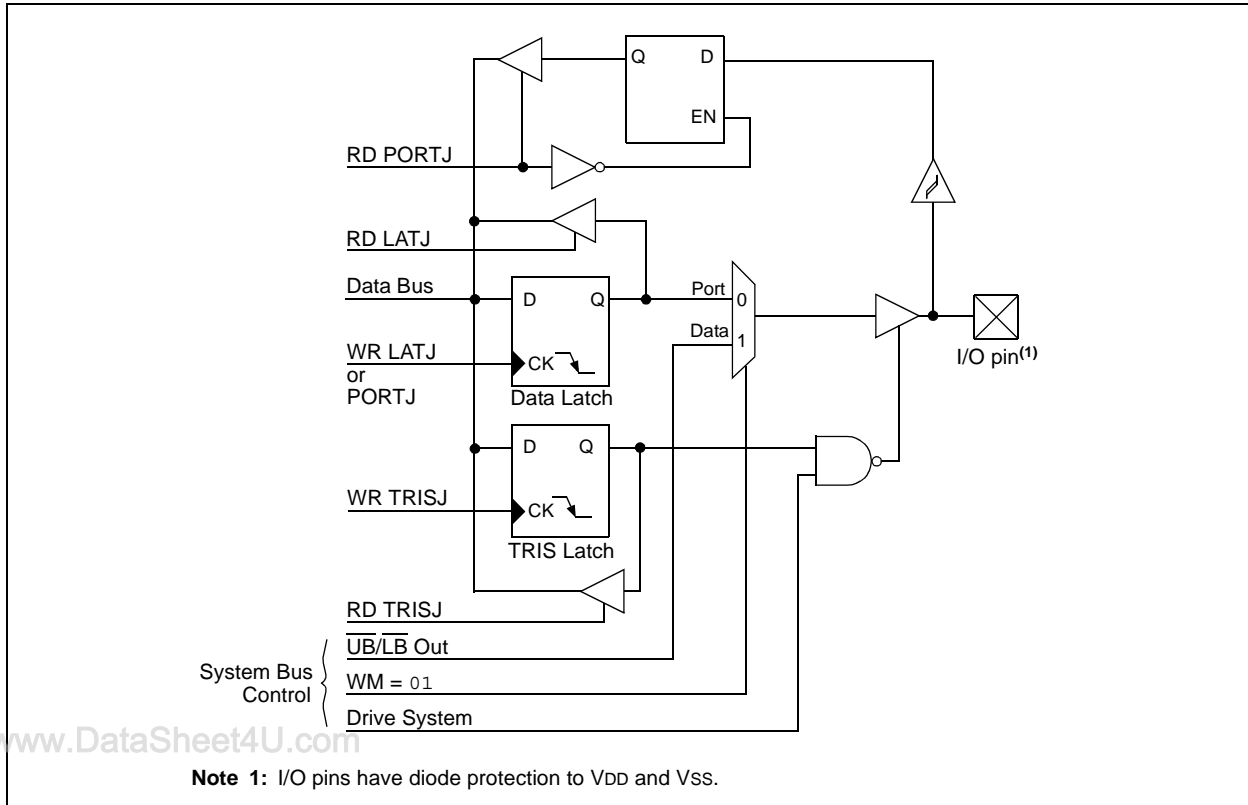 Q D
EN
RD PORTJ
RD LATJ
Data Bus
D Q
Port 0
Data 1
I/O pin(1)
WR LATJ
or
PORTJ
CK
Data Latch
D Q
WR TRISJ
CK
TRIS Latch
RD TRISJ
UB/LB Out
System Bus
Control
WM = 01
Drive System
www.DataSheet4U.com
Note 1: I/O pins have diode protection to VDD and VSS.